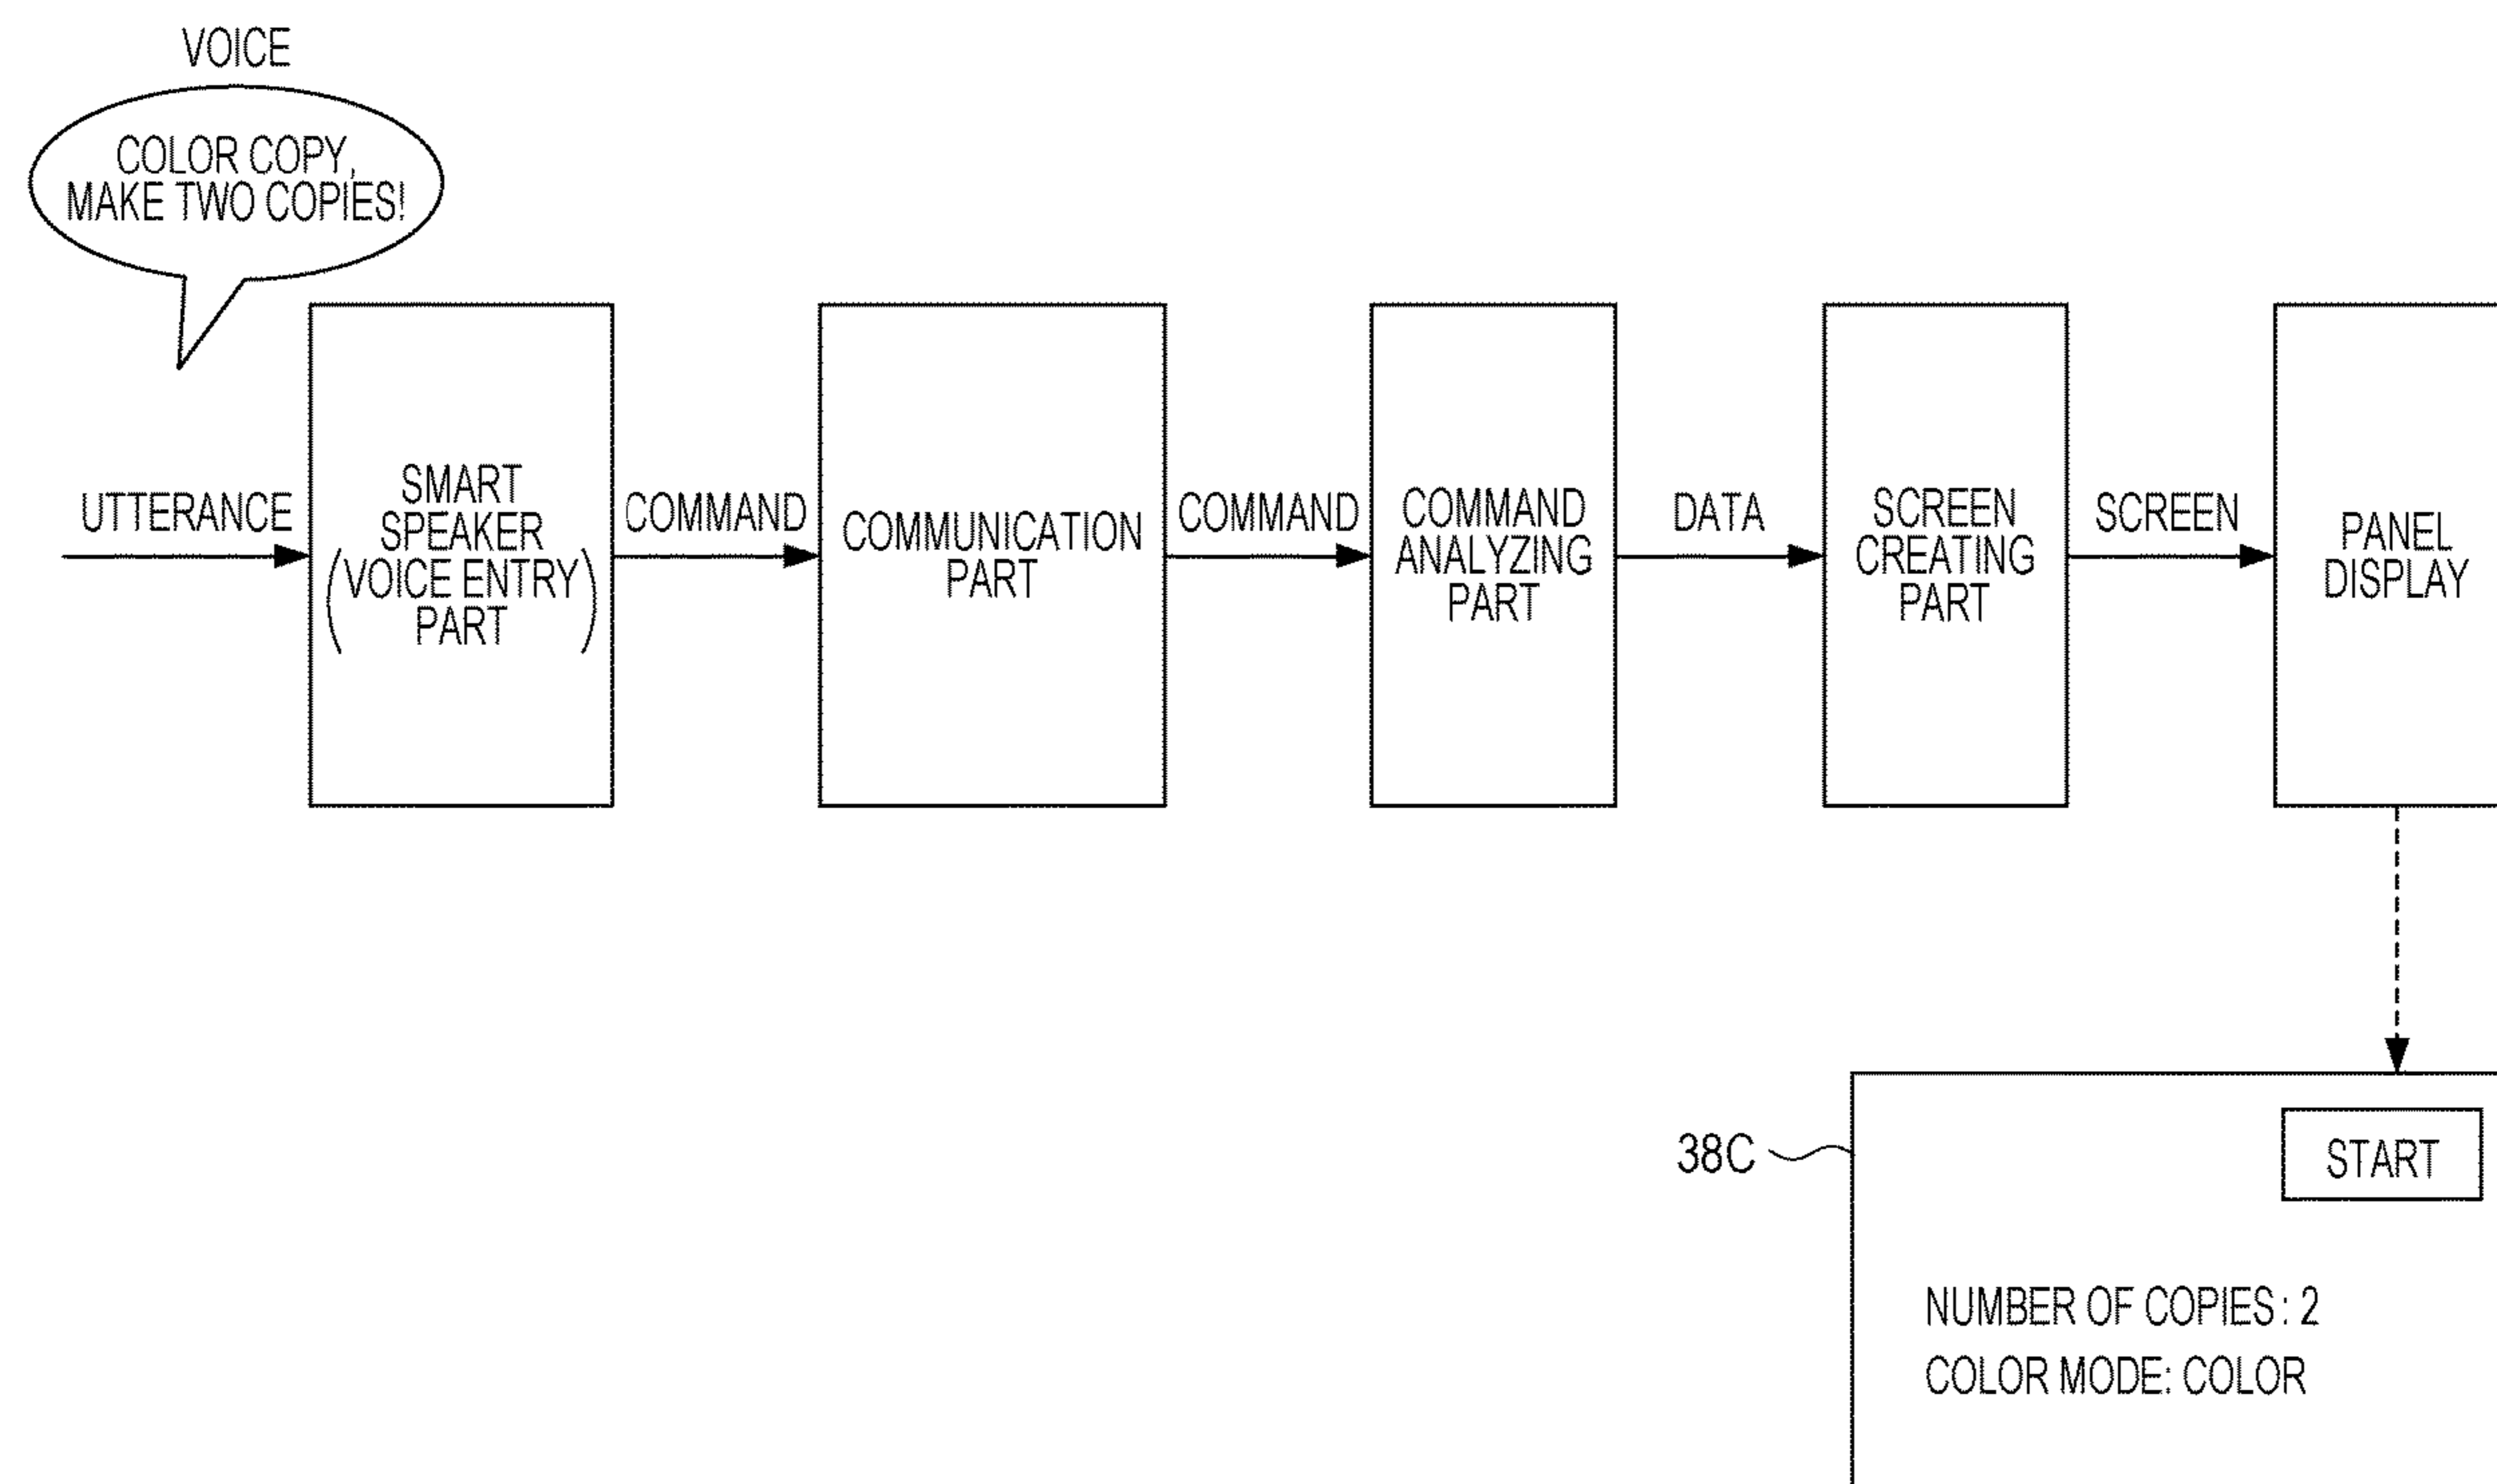 VOICE
COLOR COPY,
MAKE TWO COPIES!
UTTERANCE
SMART
SPEAKER
(VOICE ENTRY
PART)
COMMAND
COMMUNICATION
PART
COMMAND
COMMAND
ANALYZING
PART
DATA
SCREEN
CREATING
PART
SCREEN
PANEL
DISPLAY
38C
START
NUMBER OF COPIES : 2
COLOR MODE: COLOR